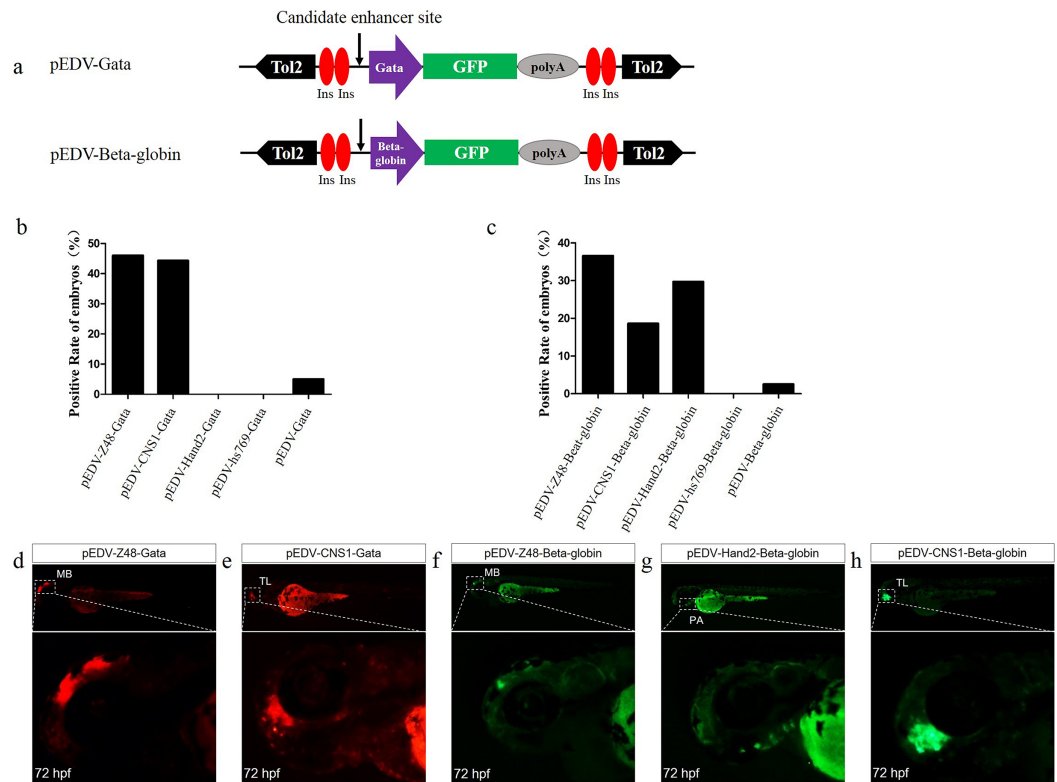 Candidate enhancer site
a
pEDV-Gata
Tol2
Ins Ins
Gata
GFP
polyA
Ins Ins
Tol2
pEDV-Beta-globin
Tol2
Ins Ins
Beta-
globin
GFP
polyA
Ins Ins
Tol2
b
Positive Rate of embryos（%）
50
40
30
20
10
0
pEDV-Z48-Gata
pEDV-CNS1-Gata
pEDV-Hand2-Gata
pEDV-hs769-Gata
pEDV-Gata
c
Positive Rate of embryos（%）
40
30
20
10
0
pEDV-Z48-Beat-globin
pEDV-CNS1-Beta-globin
pEDV-Hand2-Beta-globin
pEDV-hs769-Beta-globin
pEDV-Beta-globin
d
pEDV-Z48-Gata
MB
72 hpf
e
pEDV-CNS1-Gata
TL
72 hpf
f
pEDV-Z48-Beta-globin
MB
72 hpf
g
pEDV-Hand2-Beta-globin
PA
72 hpf
h
pEDV-CNS1-Beta-globin
TL
72 hpf